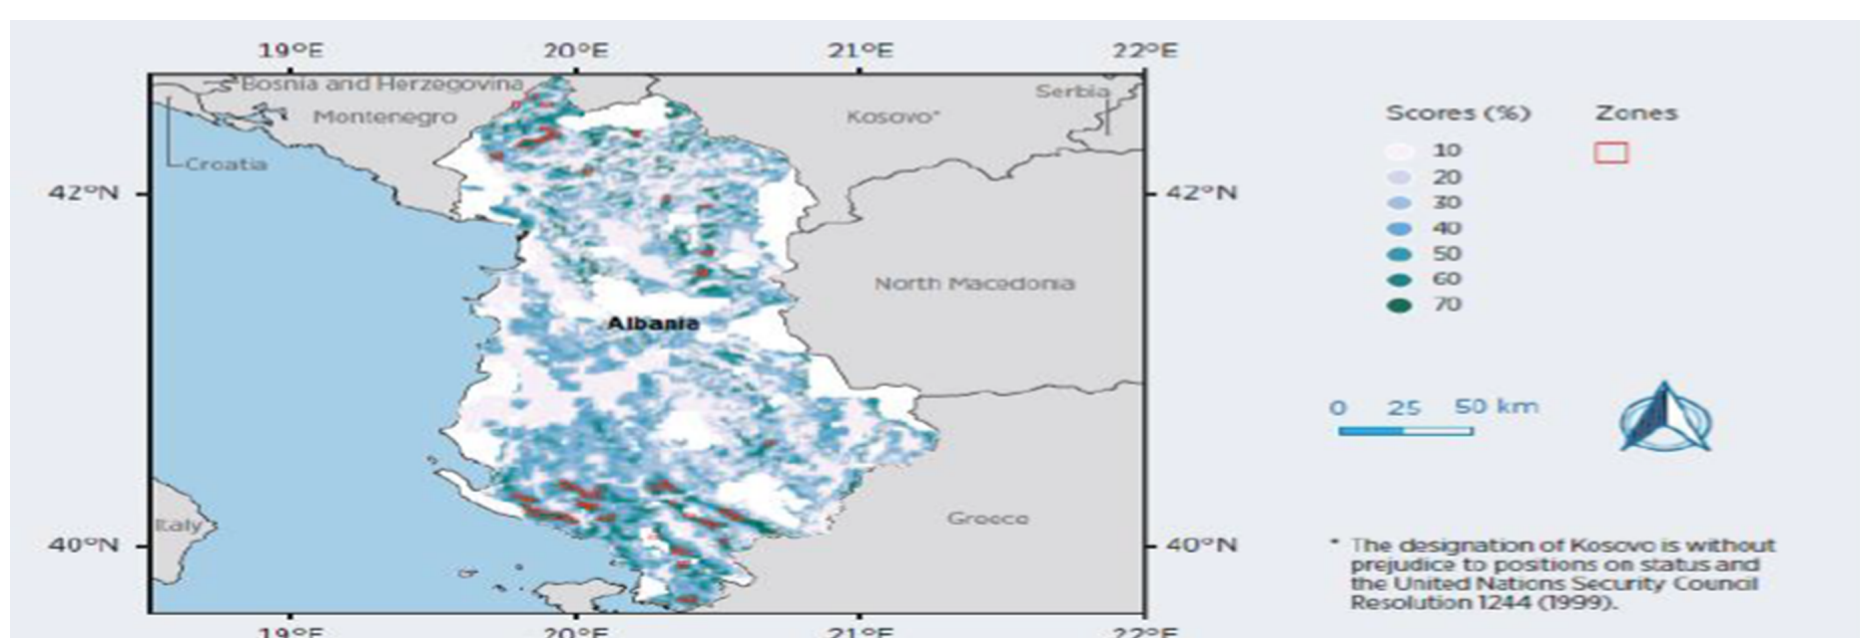 19°E 20°E 21°E 22°E
Bosnia and Herzegovina
Montenegro
Kosovo*
Serbia
Croatia
42°N
42°N
North Macedonia
Albania
Italy
Greece
40°N
40°N
19°E 20°E 21°E 22°E
Scores (%)
10
20
30
40
50
60
70
Zones
0 25 50 km
* The designation of Kosovo is without
prejudice to positions on status and
the United Nations Security Council
Resolution 1244 (1999).